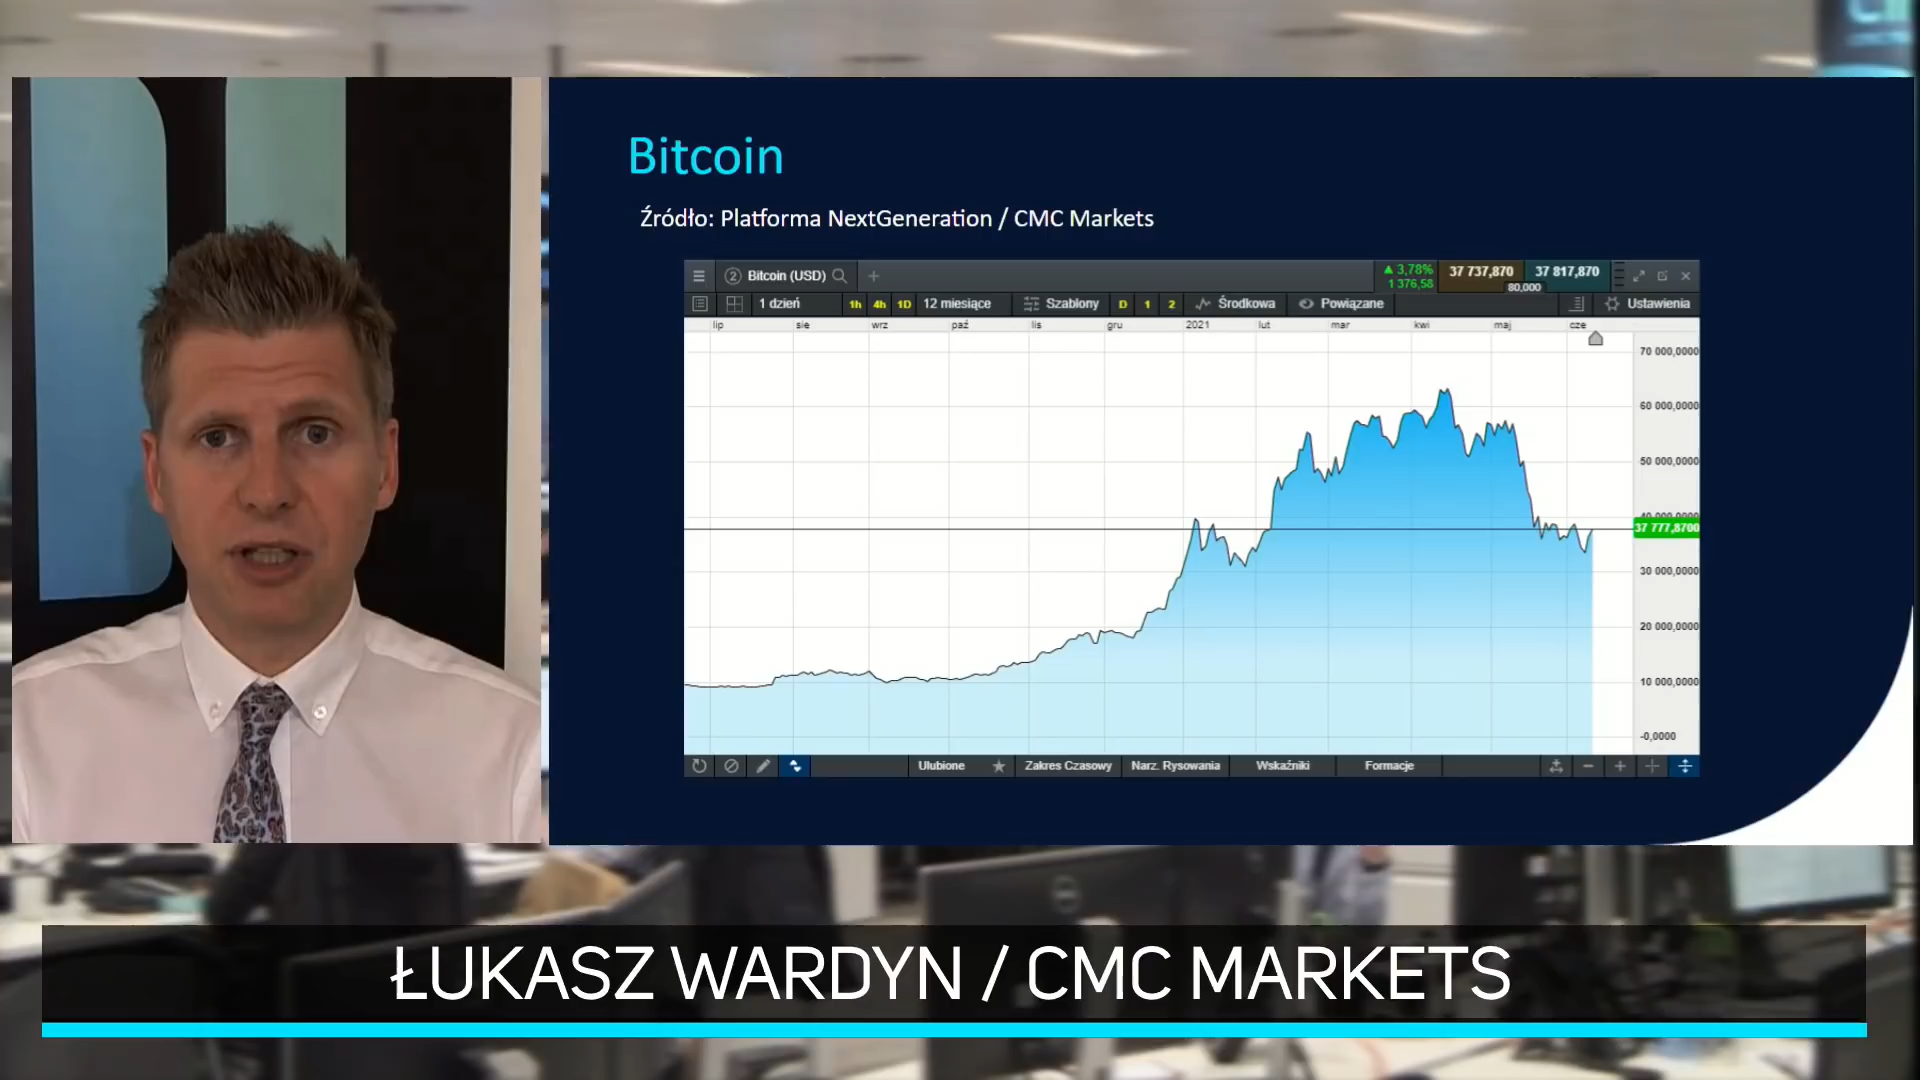 Bitcoin
Źródło: Platforma NextGeneration / CMC Markets
2 Bitcoin (USD)
3,78% 37 737,870 37 817,870
1 376,58 80,000
1 dzień 1h 4h 1D 12 miesiące Szablony D 1 2 Środkowa Powiązane Ustawienia
lip sie wrz paź lis gru 2021 lut mar kwi maj cze
70 000,0000
60 000,0000
50 000,0000
40 000,0000
37 777,8700
30 000,0000
20 000,0000
10 000,0000
-0,0000
Ulubione Zakres Czasowy Narz. Rysowania Wskaźniki Formacje
ŁUKASZ WARDYN / CMC MARKETS